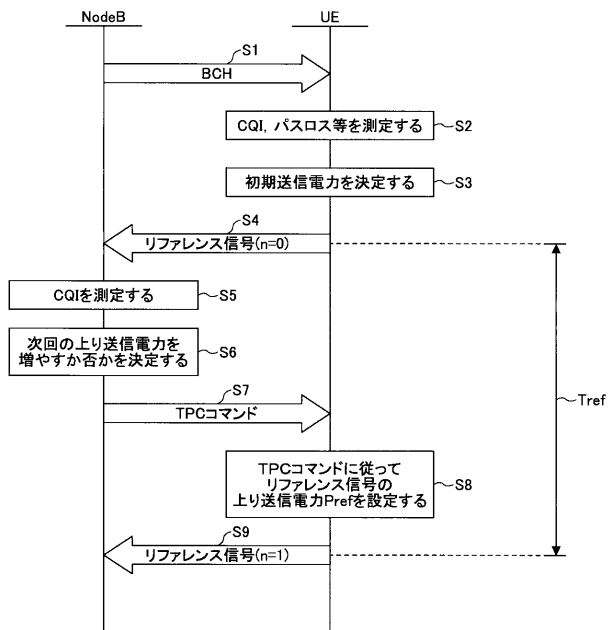 NodeB
UE
S1
BCH
CQI, パスロス等を測定する
S2
初期送信電力を決定する
S3
S4
リファレンス信号(n=0)
CQIを測定する
S5
次回の上り送信電力を
増やすか否かを決定する
S6
S7
TPCコマンド
Tref
TPCコマンドに従って
リファレンス信号の
上り送信電力Prefを設定する
S8
S9
リファレンス信号(n=1)